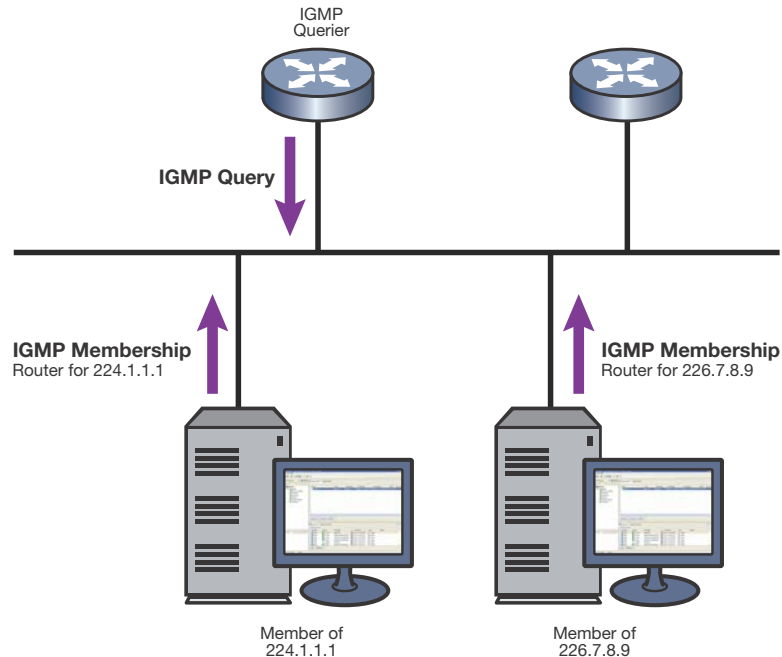 IGMP
Querier
IGMP Query
IGMP Membership
Router for 224.1.1.1
IGMP Membership
Router for 226.7.8.9
Member of
224.1.1.1
Member of
226.7.8.9